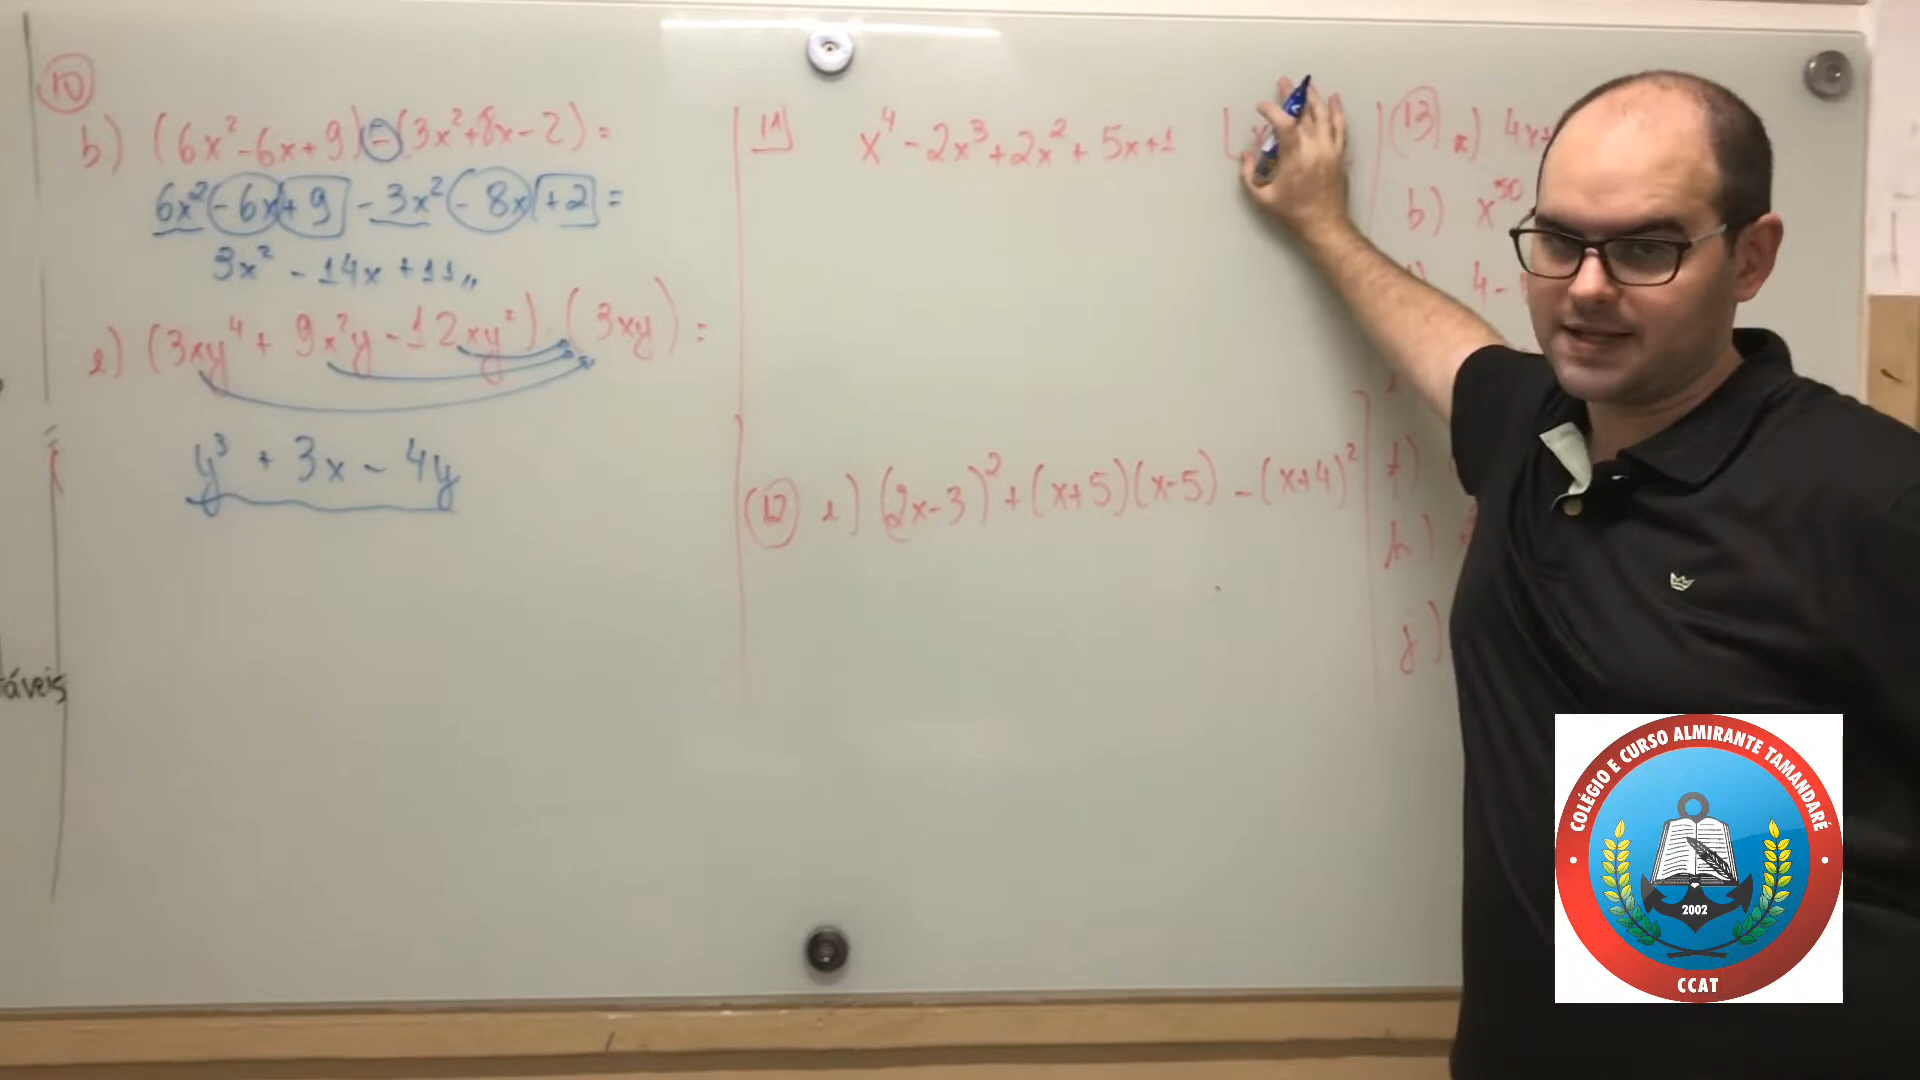 10
b) (6x² - 6x + 9) - (3x² + 8x - 2) =
6x² - 6x + 9 - 3x² - 8x + 2 =
3x² - 14x + 11,,
e) (3xy⁴ + 9x²y - 12xy²) : (3xy) =
y³ + 3x - 4y
áveis
11 x⁴ - 2x³ + 2x² + 5x + 1
12 e) (2x - 3)² + (x + 5)(x - 5) - (x + 4)²
13 a) 4x+
b) x⁵⁰
4 -
f)
h)
j)
COLÉGIO E CURSO ALMIRANTE TAMANDARÉ
2002
CCAT